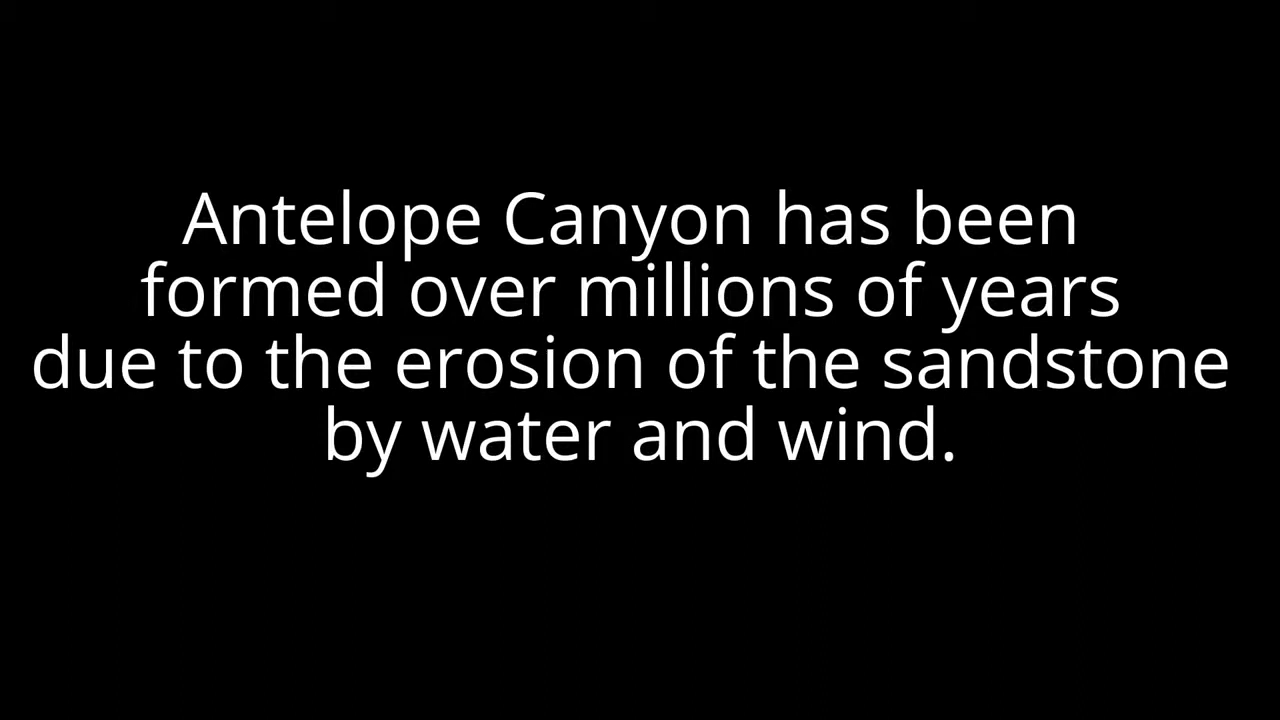 Antelope Canyon has been
formed over millions of years
due to the erosion of the sandstone
by water and wind.